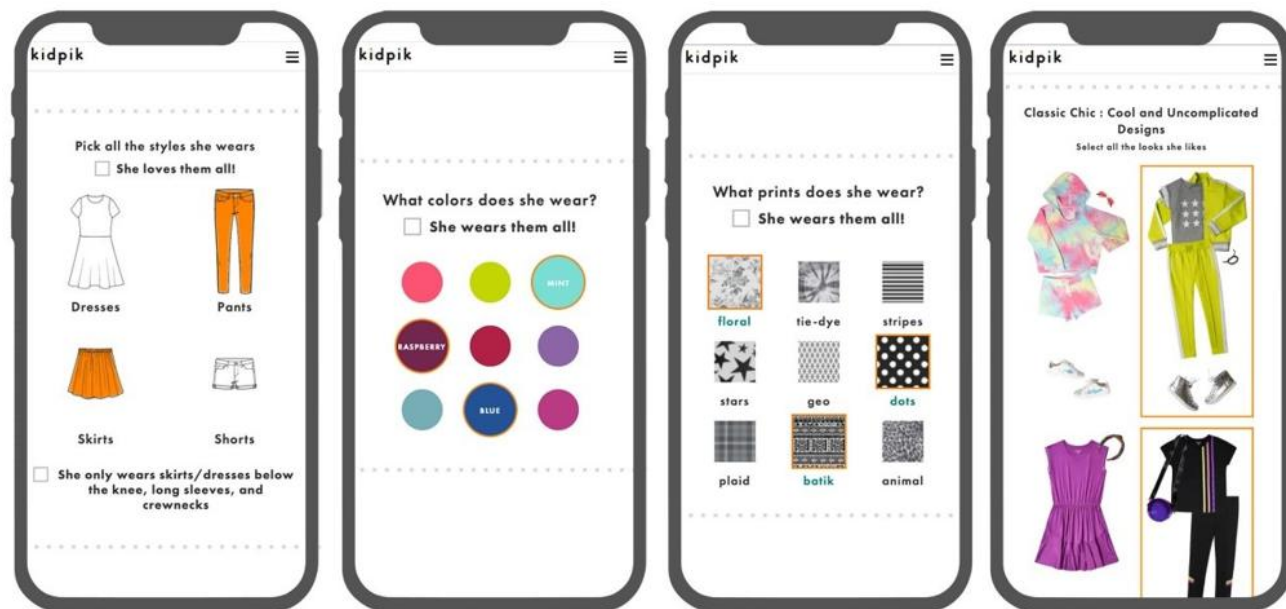 kidpik
Pick all the styles she wears
She loves them all!
Dresses
Pants
Skirts
Shorts
She only wears skirts/dresses below
the knee, long sleeves, and
crewnecks
kidpik
What colors does she wear?
She wears them all!
MINT
RASPBERRY
BLUE
kidpik
What prints does she wear?
She wears them all!
floral
tie-dye
stripes
stars
geo
dots
plaid
batik
animal
kidpik
Classic Chic : Cool and Uncomplicated
Designs
Select all the looks she likes